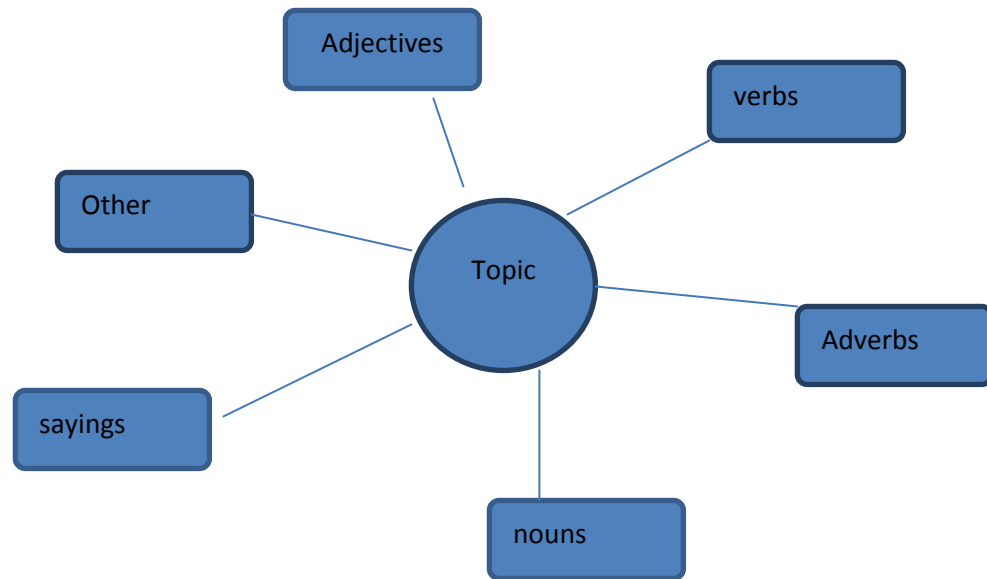 Adjectives
verbs
Other
Topic
Adverbs
sayings
nouns